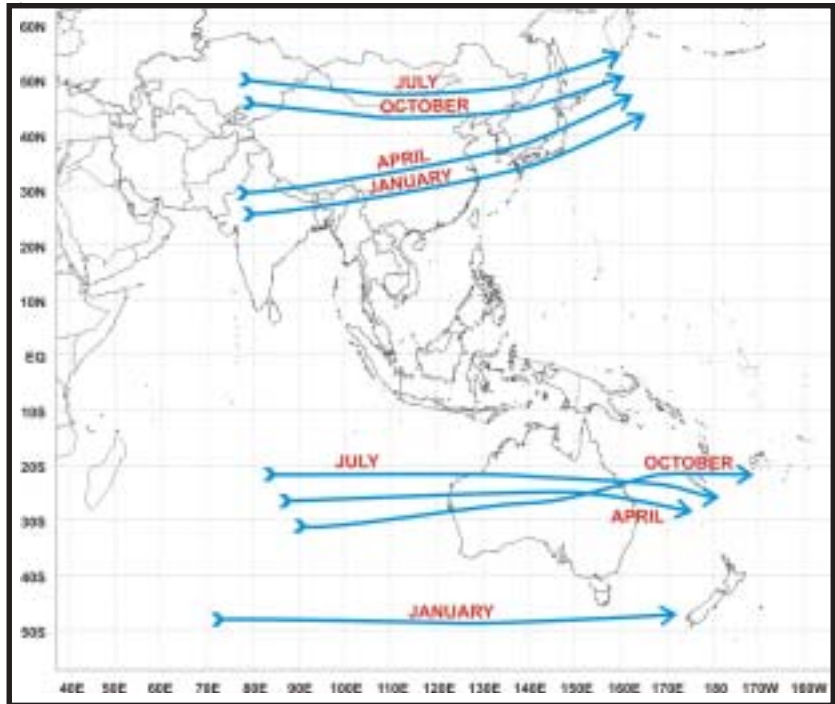 60N
50N
JULY
OCTOBER
40N
APRIL
JANUARY
30N
20N
10N
EQ
10S
20S
JULY
OCTOBER
30S
APRIL
40S
JANUARY
50S
40E 50E 60E 70E 80E 90E 100E 110E 120E 130E 140E 150E 160E 170E 180 170W 160W